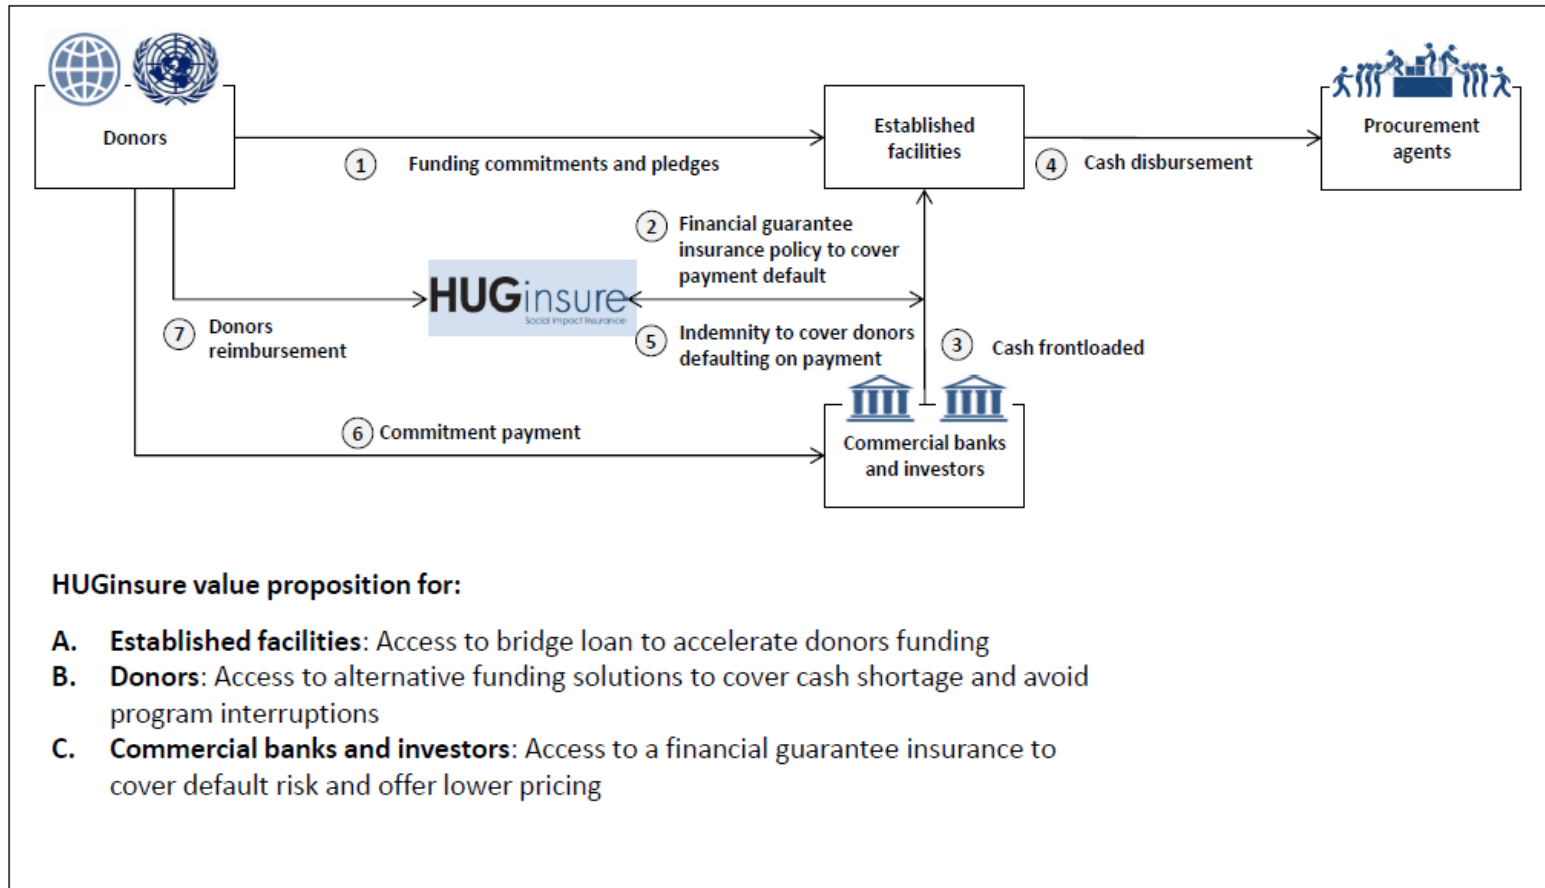 Donors
Established
facilities
Procurement
agents
1
Funding commitments and pledges
4
Cash disbursement
2
Financial guarantee
insurance policy to cover
payment default
HUGinsure
Social Impact Insurance
7
Donors
reimbursement
5
Indemnity to cover donors
defaulting on payment
3
Cash frontloaded
6
Commitment payment
Commercial banks
and investors
HUGinsure value proposition for:
A. Established facilities: Access to bridge loan to accelerate donors funding
B. Donors: Access to alternative funding solutions to cover cash shortage and avoid
program interruptions
C. Commercial banks and investors: Access to a financial guarantee insurance to
cover default risk and offer lower pricing